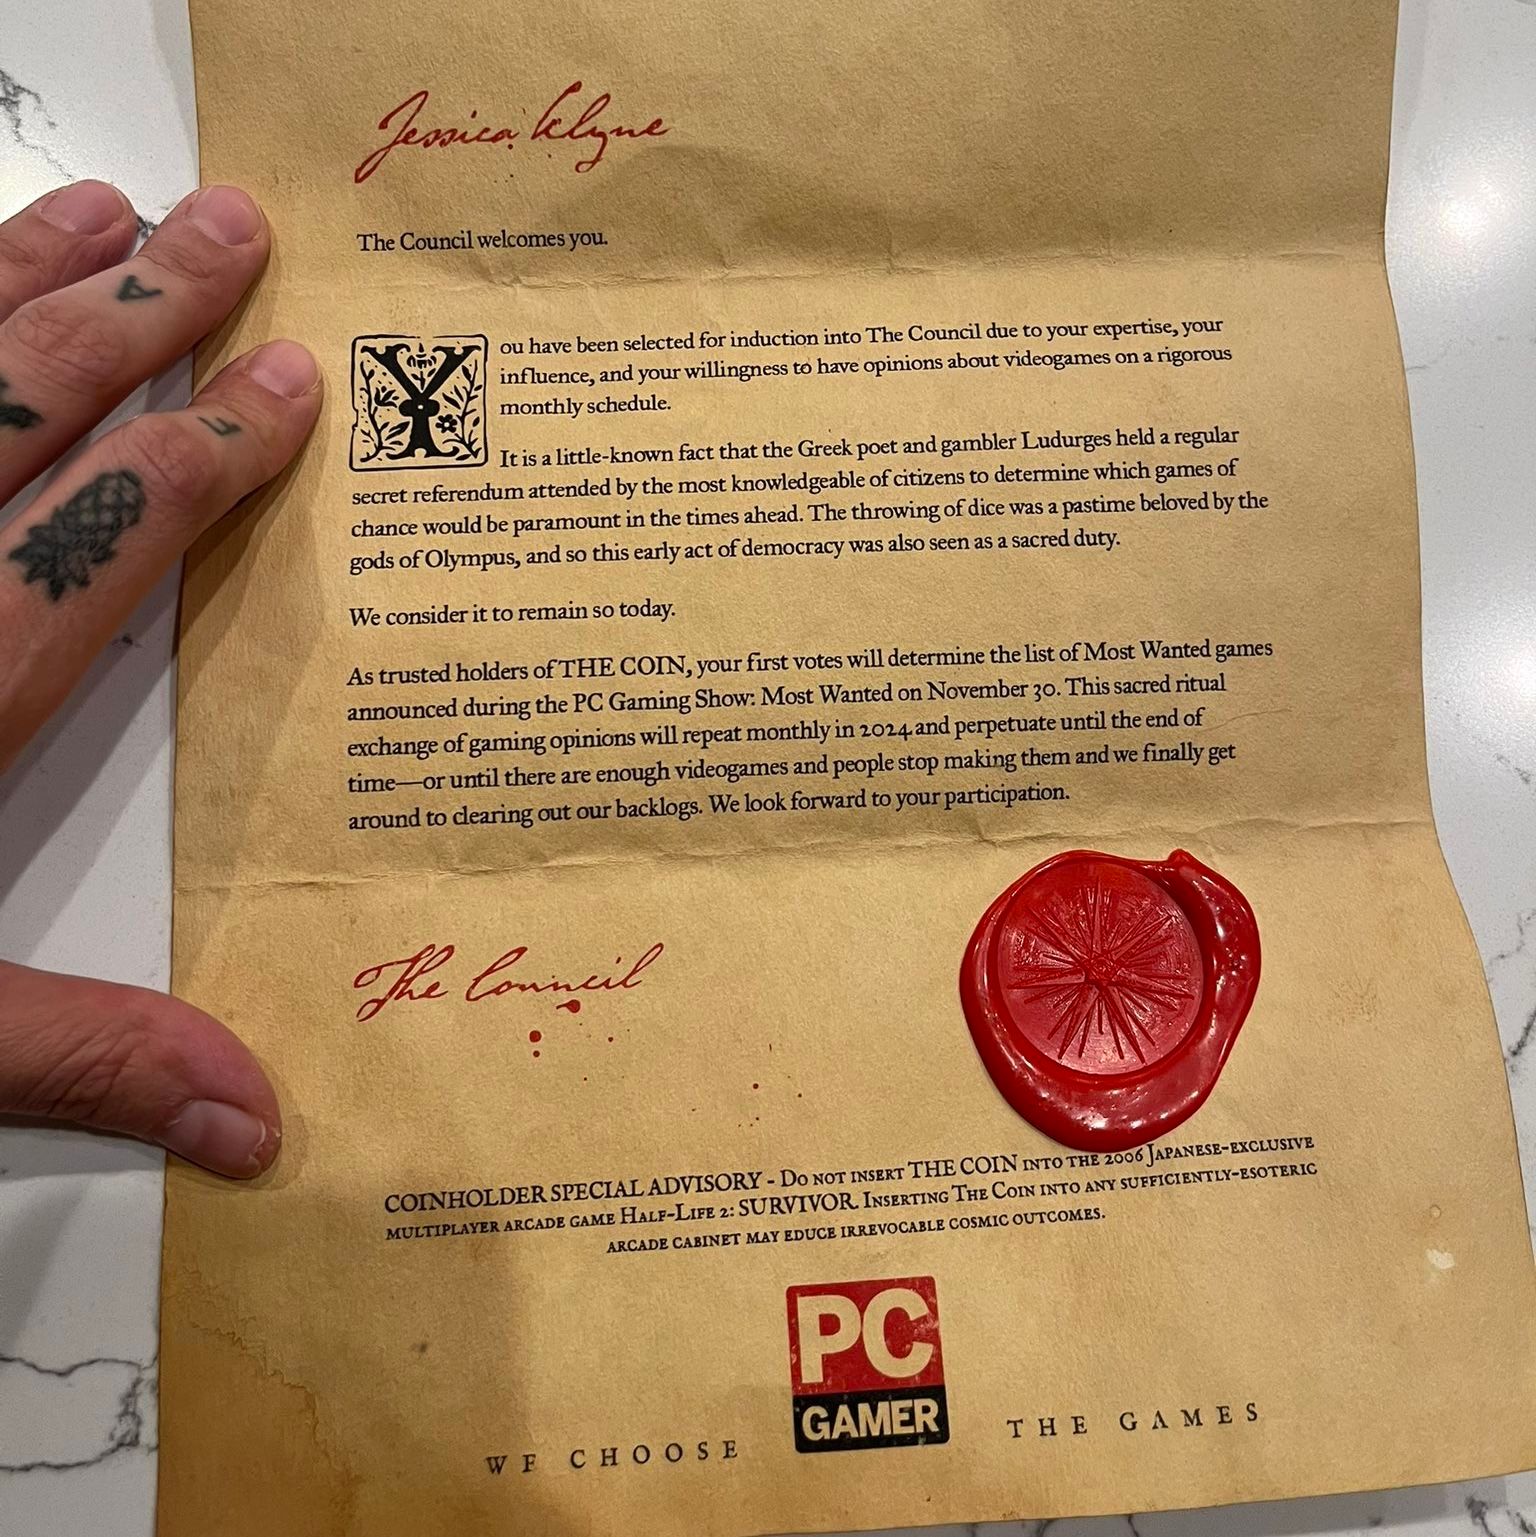 Jessica Clyne
The Council welcomes you.
You have been selected for induction into The Council due to your expertise, your
influence, and your willingness to have opinions about videogames on a rigorous
monthly schedule.
It is a little-known fact that the Greek poet and gambler Ludurges held a regular
secret referendum attended by the most knowledgeable of citizens to determine which games of
chance would be paramount in the times ahead. The throwing of dice was a pastime beloved by the
gods of Olympus, and so this early act of democracy was also seen as a sacred duty.
We consider it to remain so today.
As trusted holders of THE COIN, your first votes will determine the list of Most Wanted games
announced during the PC Gaming Show: Most Wanted on November 30. This sacred ritual
exchange of gaming opinions will repeat monthly in 2024 and perpetuate until the end of
time—or until there are enough videogames and people stop making them and we finally get
around to clearing out our backlogs. We look forward to your participation.
The Council
COINHOLDER SPECIAL ADVISORY - Do not insert THE COIN into the 2006 Japanese-exclusive
multiplayer arcade game Half-Life 2: SURVIVOR. Inserting The Coin into any sufficiently-esoteric
arcade cabinet may educe irrevocable cosmic outcomes.
PC
GAMER
WE CHOOSE THE GAMES
A
F